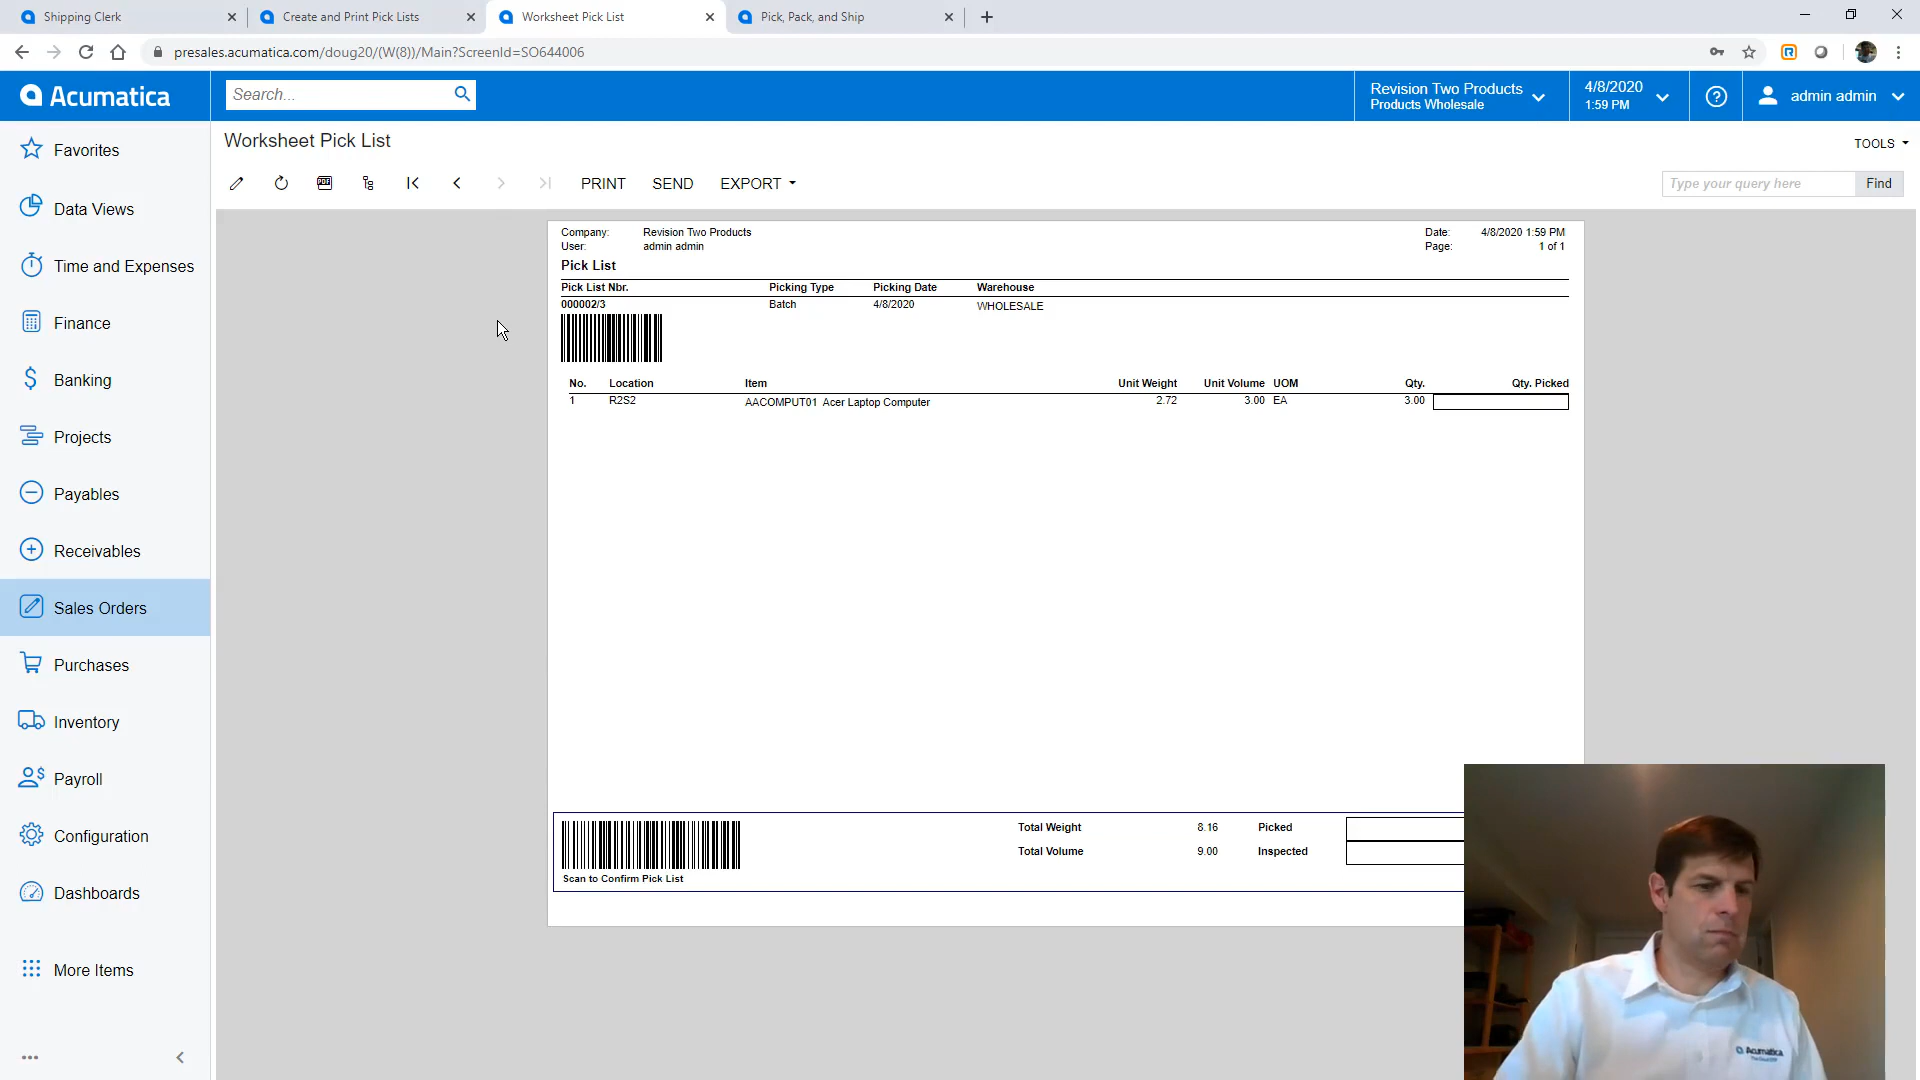 Shipping Clerk
Create and Print Pick Lists
Worksheet Pick List
Pick, Pack, and Ship
presales.acumatica.com/doug20/(W(8))/Main?ScreenId=SO644006
Acumatica
Search...
Revision Two Products
Products Wholesale
4/8/2020
1:59 PM
admin admin
Favorites
Data Views
Time and Expenses
Finance
Banking
Projects
Payables
Receivables
Sales Orders
Purchases
Inventory
Payroll
Configuration
Dashboards
More Items
Worksheet Pick List
TOOLS
PRINT SEND EXPORT
Type your query here Find
Company: Revision Two Products Date: 4/8/2020 1:59 PM
User: admin admin Page: 1 of 1
Pick List
Pick List Nbr. Picking Type Picking Date Warehouse
000002/3 Batch 4/8/2020 WHOLESALE
No. Location Item Unit Weight Unit Volume UOM Qty. Qty. Picked
1 R2S2 AACOMPUT01 Acer Laptop Computer 2.72 3.00 EA 3.00
Total Weight 8.16 Picked
Total Volume 9.00 Inspected
Scan to Confirm Pick List
Acumatica